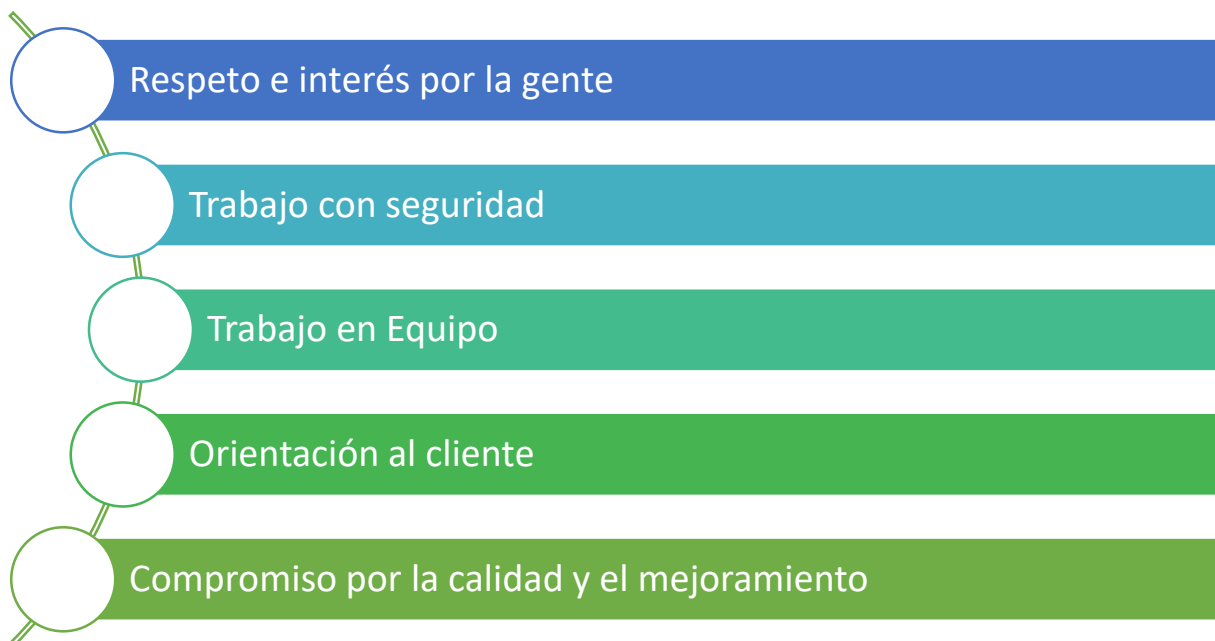 Respeto e interés por la gente
Trabajo con seguridad
Trabajo en Equipo
Orientación al cliente
Compromiso por la calidad y el mejoramiento